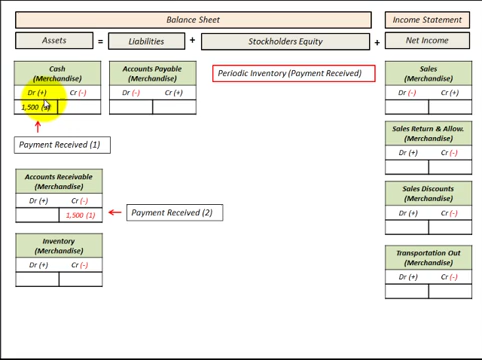 Balance Sheet
Income Statement
Assets = Liabilities + Stockholders Equity + Net Income
Cash
(Merchandise)
Dr (+) Cr (-)
1,500
Accounts Payable
(Merchandise)
Dr (-) Cr (+)
Periodic Inventory (Payment Received)
Sales
(Merchandise)
Dr (-) Cr (+)
Payment Received (1)
Sales Return & Allow.
(Merchandise)
Dr (+) Cr (-)
Accounts Receivable
(Merchandise)
Dr (+) Cr (-)
1,500 (1)
Payment Received (2)
Sales Discounts
(Merchandise)
Dr (+) Cr (-)
Inventory
(Merchandise)
Dr (+) Cr (-)
Transportation Out
(Merchandise)
Dr (+) Cr (-)